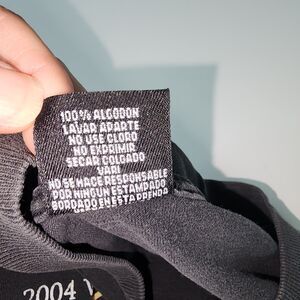 100% ALGODON
LAVAR APARTE
NO USE CLORO
NO EXPRIMIR
SECAR COLGADO
NO SE HACE RESPONSABLE
POR NINGUN ESTAMPADO
BORDADO EN ESTA PRENDA
2004